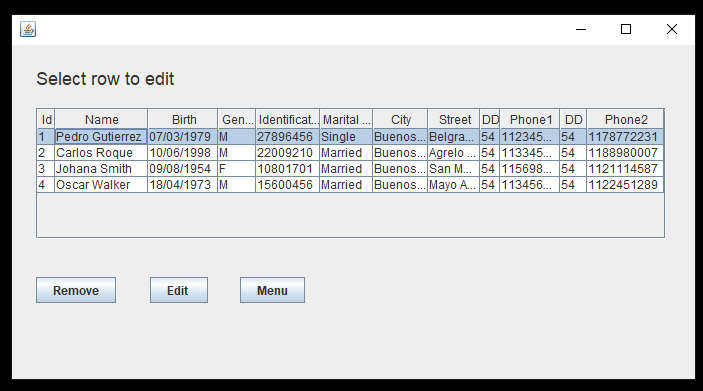 Select row to edit
Id Name Birth Gen... Identificat... Marital ... City Street DD Phone1 DD Phone2
1 Pedro Gutierrez 07/03/1979 M 27896456 Single Buenos... Belgra... 54 112345... 54 1178772231
2 Carlos Roque 10/06/1998 M 22009210 Married Buenos... Agrelo ... 54 113345... 54 1188980007
3 Johana Smith 09/08/1954 F 10801701 Married Buenos... San M... 54 115698... 54 1121114587
4 Oscar Walker 18/04/1973 M 15600456 Married Buenos... Mayo A... 54 113456... 54 1122451289
Remove Edit Menu